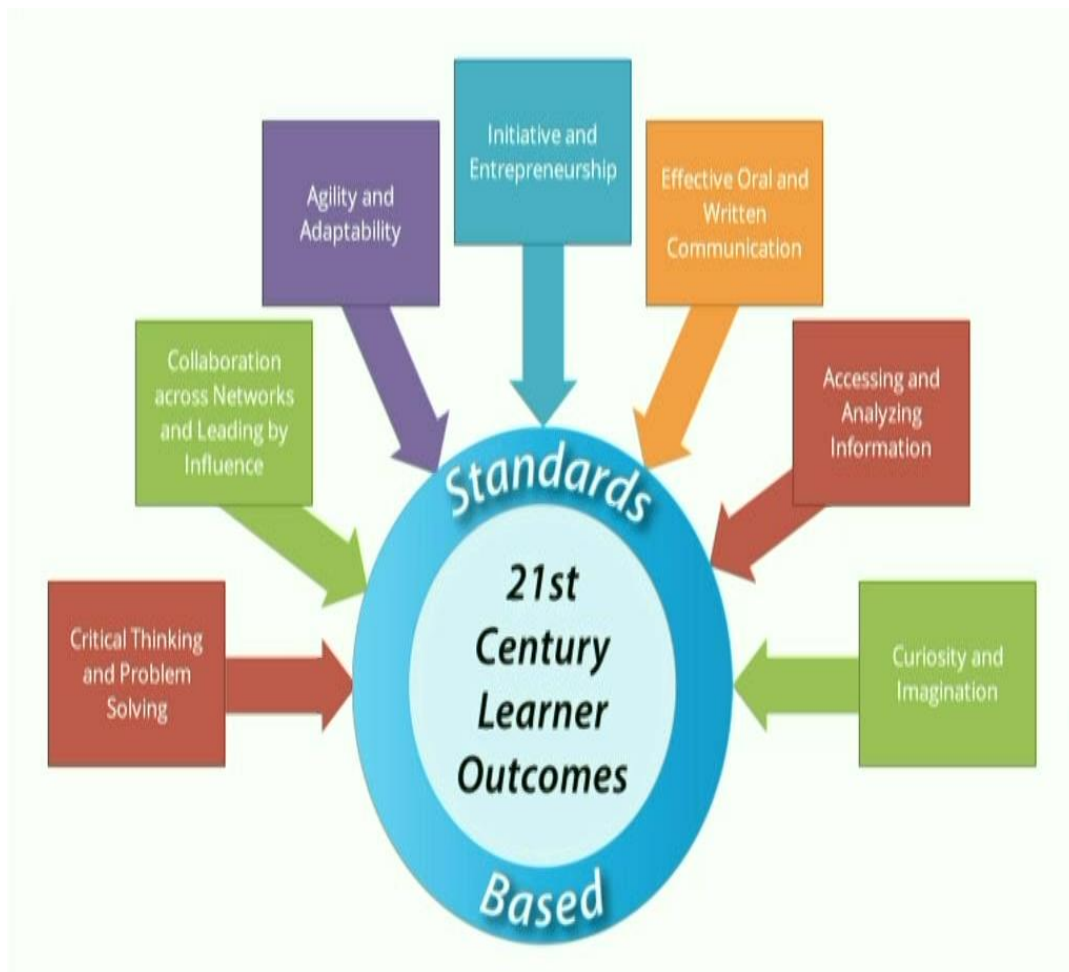 Initiative and
Entrepreneurship
Agility and
Adaptability
Effective Oral and
Written
Communication
Collaboration
across Networks
and Leading by
Influence
Accessing and
Analyzing
Information
Critical Thinking
and Problem
Solving
Curiosity and
Imagination
Standards
21st
Century
Learner
Outcomes
Based